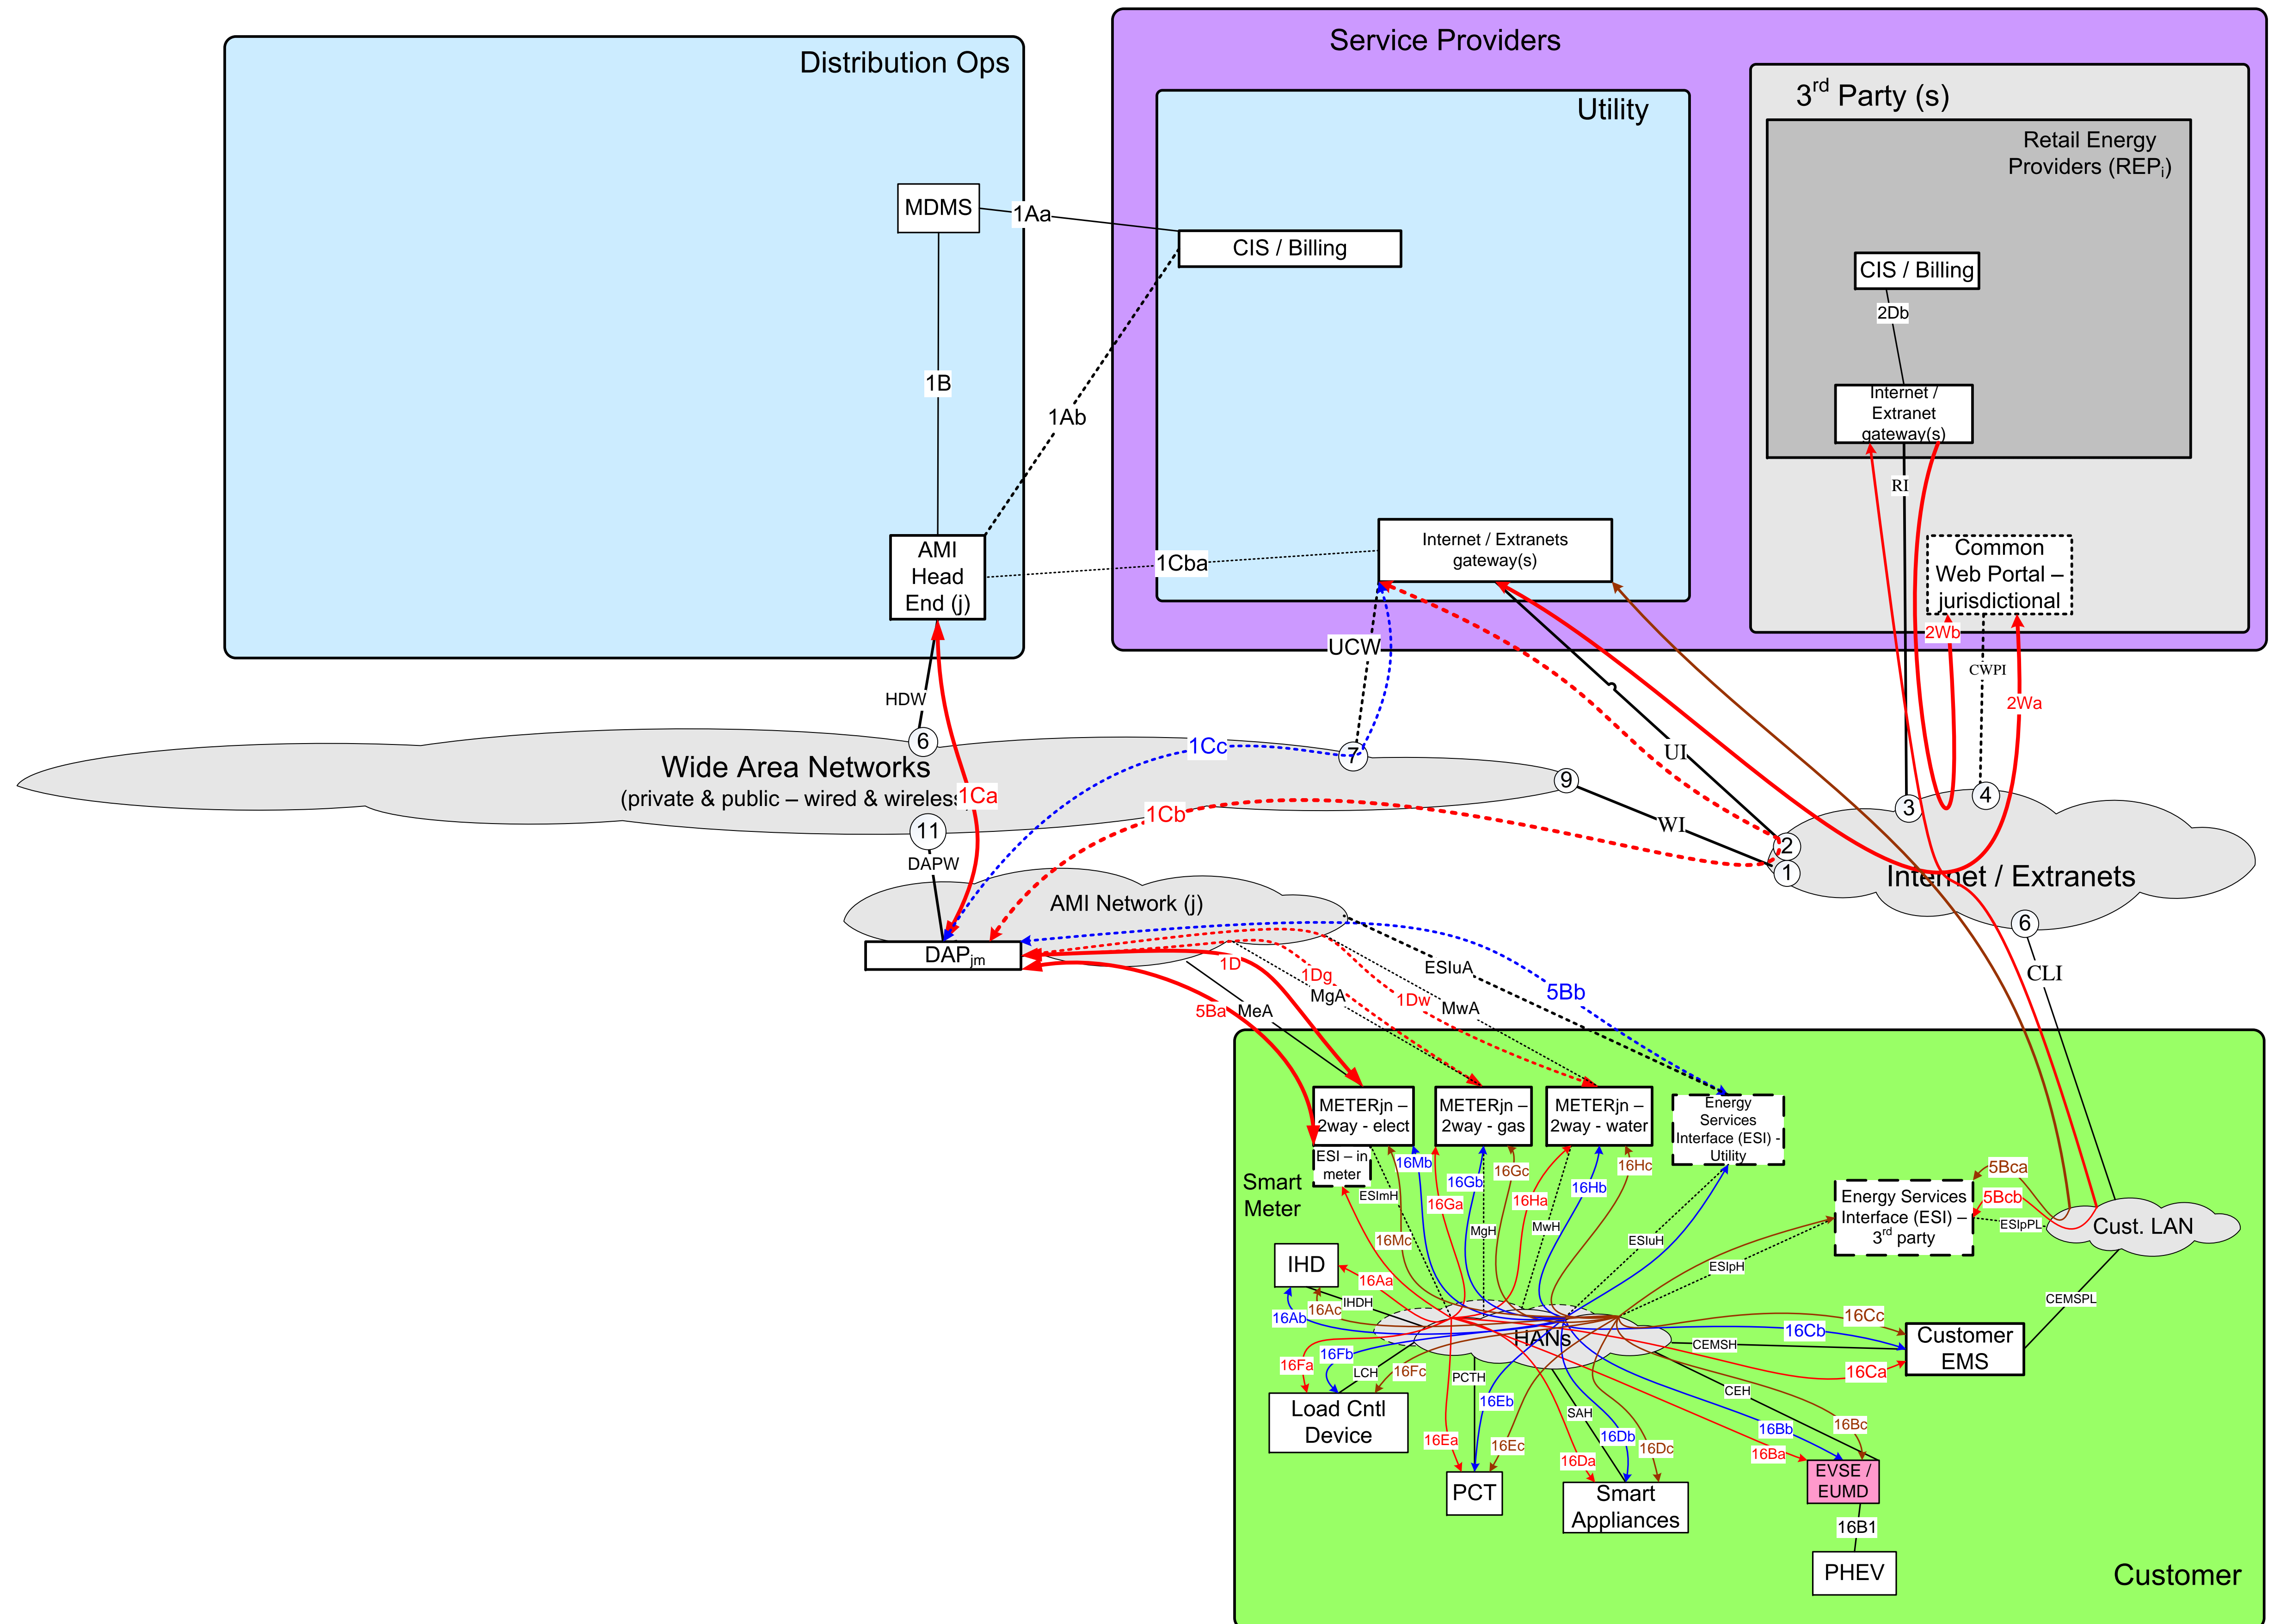 Service Providers
Distribution Ops
Utility
3rd Party (s)
Retail Energy
Providers (REPi)
MDMS
1Aa
CIS / Billing
CIS / Billing
2Db
1B
1Ab
Internet /
Extranet
gateway(s)
RI
AMI
Head
End (j)
1Cba
Internet / Extranets
gateway(s)
Common
Web Portal –
jurisdictional
2Wb
UCW
CWPI
2Wa
HDW
6
1Cc
7
UI
Wide Area Networks
(private & public – wired & wireless
1Ca
9
1Cb
WI
3
4
2
1
Internet / Extranets
11
DAPW
AMI Network (j)
6
DAPjm
1D
1Dg
MgA
1Dw
MwA
ESIuA
5Bb
CLI
5Ba
MeA
METERjn –
2way - elect
METERjn –
2way - gas
METERjn –
2way - water
Energy
Services
Interface (ESI) -
Utility
ESI – in
meter
Smart
Meter
ESImH
16Mb
16Ga
16Gb
16Gc
16Ha
16Hb
16Hc
16Mc
MgH
MwH
ESIuH
ESIpH
Energy Services
Interface (ESI) –
3rd party
5Bca
5Bcb
ESIpPL
Cust. LAN
IHD
16Aa
IHDH
16Ac
16Ab
HANs
CEMSPL
16Cc
16Cb
CEMSH
16Ca
Customer
EMS
16Fa
16Fb
LCH
16Fc
PCTH
16Eb
CEH
SAH
Load Cntl
Device
16Ea
16Ec
16Da
16Db
16Dc
16Bb
16Bc
16Ba
PCT
Smart
Appliances
EVSE /
EUMD
16B1
PHEV
Customer